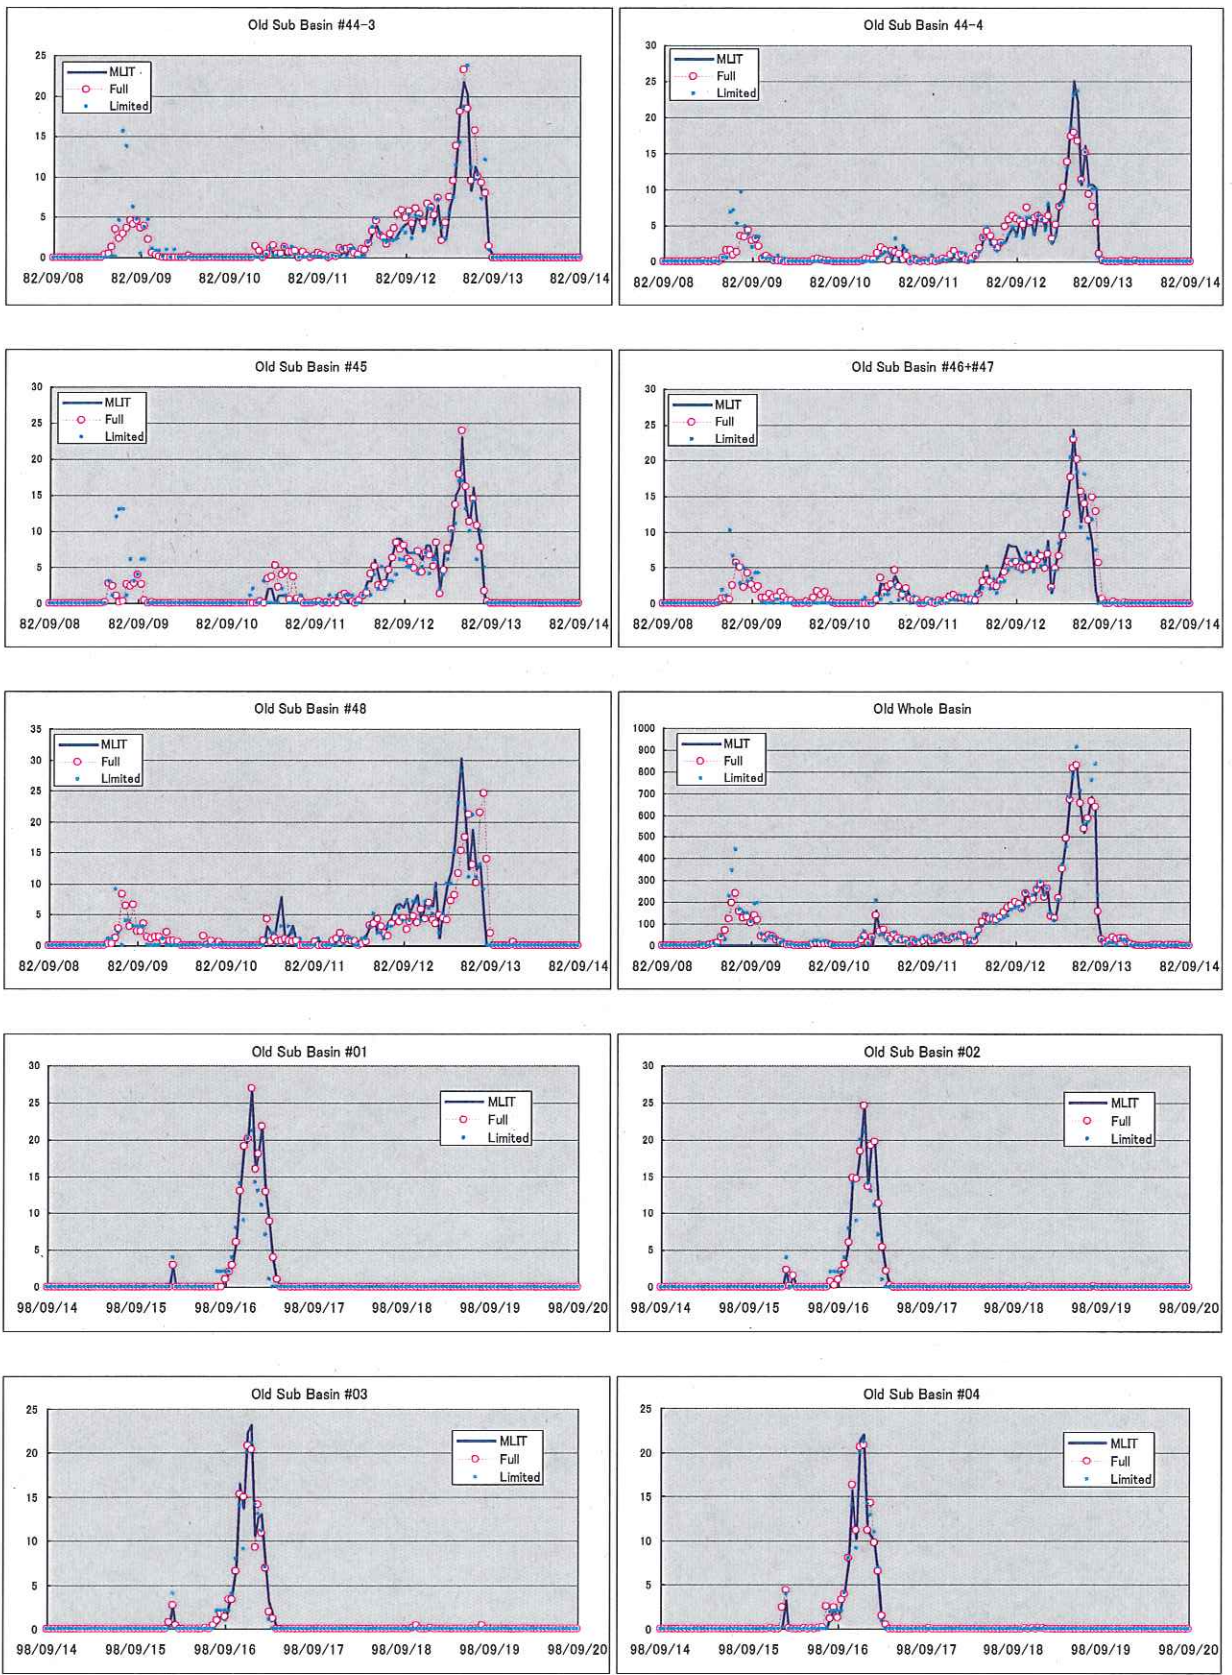 Old Sub Basin #44-3
MLIT
Full
Limited
25
20
15
10
5
0
82/09/08 82/09/09 82/09/10 82/09/11 82/09/12 82/09/13 82/09/14
Old Sub Basin 44-4
MLIT
Full
Limited
30
25
20
15
10
5
0
82/09/08 82/09/09 82/09/10 82/09/11 82/09/12 82/09/13 82/09/14
Old Sub Basin #45
MLIT
Full
Limited
30
25
20
15
10
5
0
82/09/08 82/09/09 82/09/10 82/09/11 82/09/12 82/09/13 82/09/14
Old Sub Basin #46+#47
MLIT
Full
Limited
30
25
20
15
10
5
0
82/09/08 82/09/09 82/09/10 82/09/11 82/09/12 82/09/13 82/09/14
Old Sub Basin #48
MLIT
Full
Limited
35
30
25
20
15
10
5
0
82/09/08 82/09/09 82/09/10 82/09/11 82/09/12 82/09/13 82/09/14
Old Whole Basin
MLIT
Full
Limited
1000
900
800
700
600
500
400
300
200
100
0
82/09/08 82/09/09 82/09/10 82/09/11 82/09/12 82/09/13 82/09/14
Old Sub Basin #01
MLIT
Full
Limited
30
25
20
15
10
5
0
98/09/14 98/09/15 98/09/16 98/09/17 98/09/18 98/09/19 98/09/20
Old Sub Basin #02
MLIT
Full
Limited
30
25
20
15
10
5
0
98/09/14 98/09/15 98/09/16 98/09/17 98/09/18 98/09/19 98/09/20
Old Sub Basin #03
MLIT
Full
Limited
25
20
15
10
5
0
98/09/14 98/09/15 98/09/16 98/09/17 98/09/18 98/09/19 98/09/20
Old Sub Basin #04
MLIT
Full
Limited
25
20
15
10
5
0
98/09/14 98/09/15 98/09/16 98/09/17 98/09/18 98/09/19 98/09/20